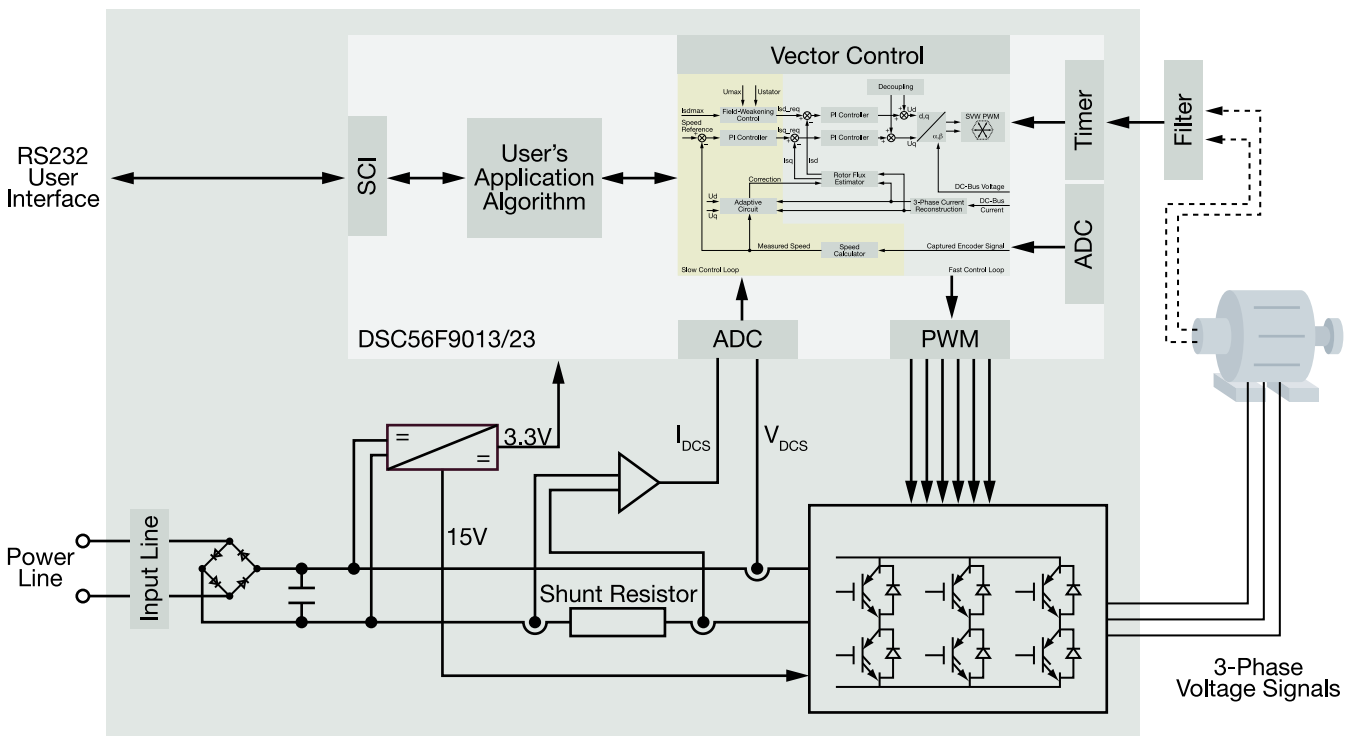 Vector Control
Umax
Ustator
Decoupling
Isdmax
Field-Weakening
Control
Isd_req
PI Controller
Ud
d,q
SVW PWM
Speed
Reference
PI Controller
Isq_req
PI Controller
Uq
α,β
Isq
Isd
DC-Bus Voltage
Correction
Rotor Flux
Estimator
Ud
Uq
Adaptive
Circuit
3-Phase Current
Reconstruction
DC-Bus
Current
Measured Speed
Speed
Calculator
Captured Encoder Signal
Slow Control Loop
Fast Control Loop
RS232
User
Interface
SCI
User's
Application
Algorithm
Timer
Filter
ADC
DSC56F9013/23
ADC
PWM
=
=
3.3V
I DCS
V DCS
15V
Power
Line
Input Line
Shunt Resistor
3-Phase
Voltage Signals